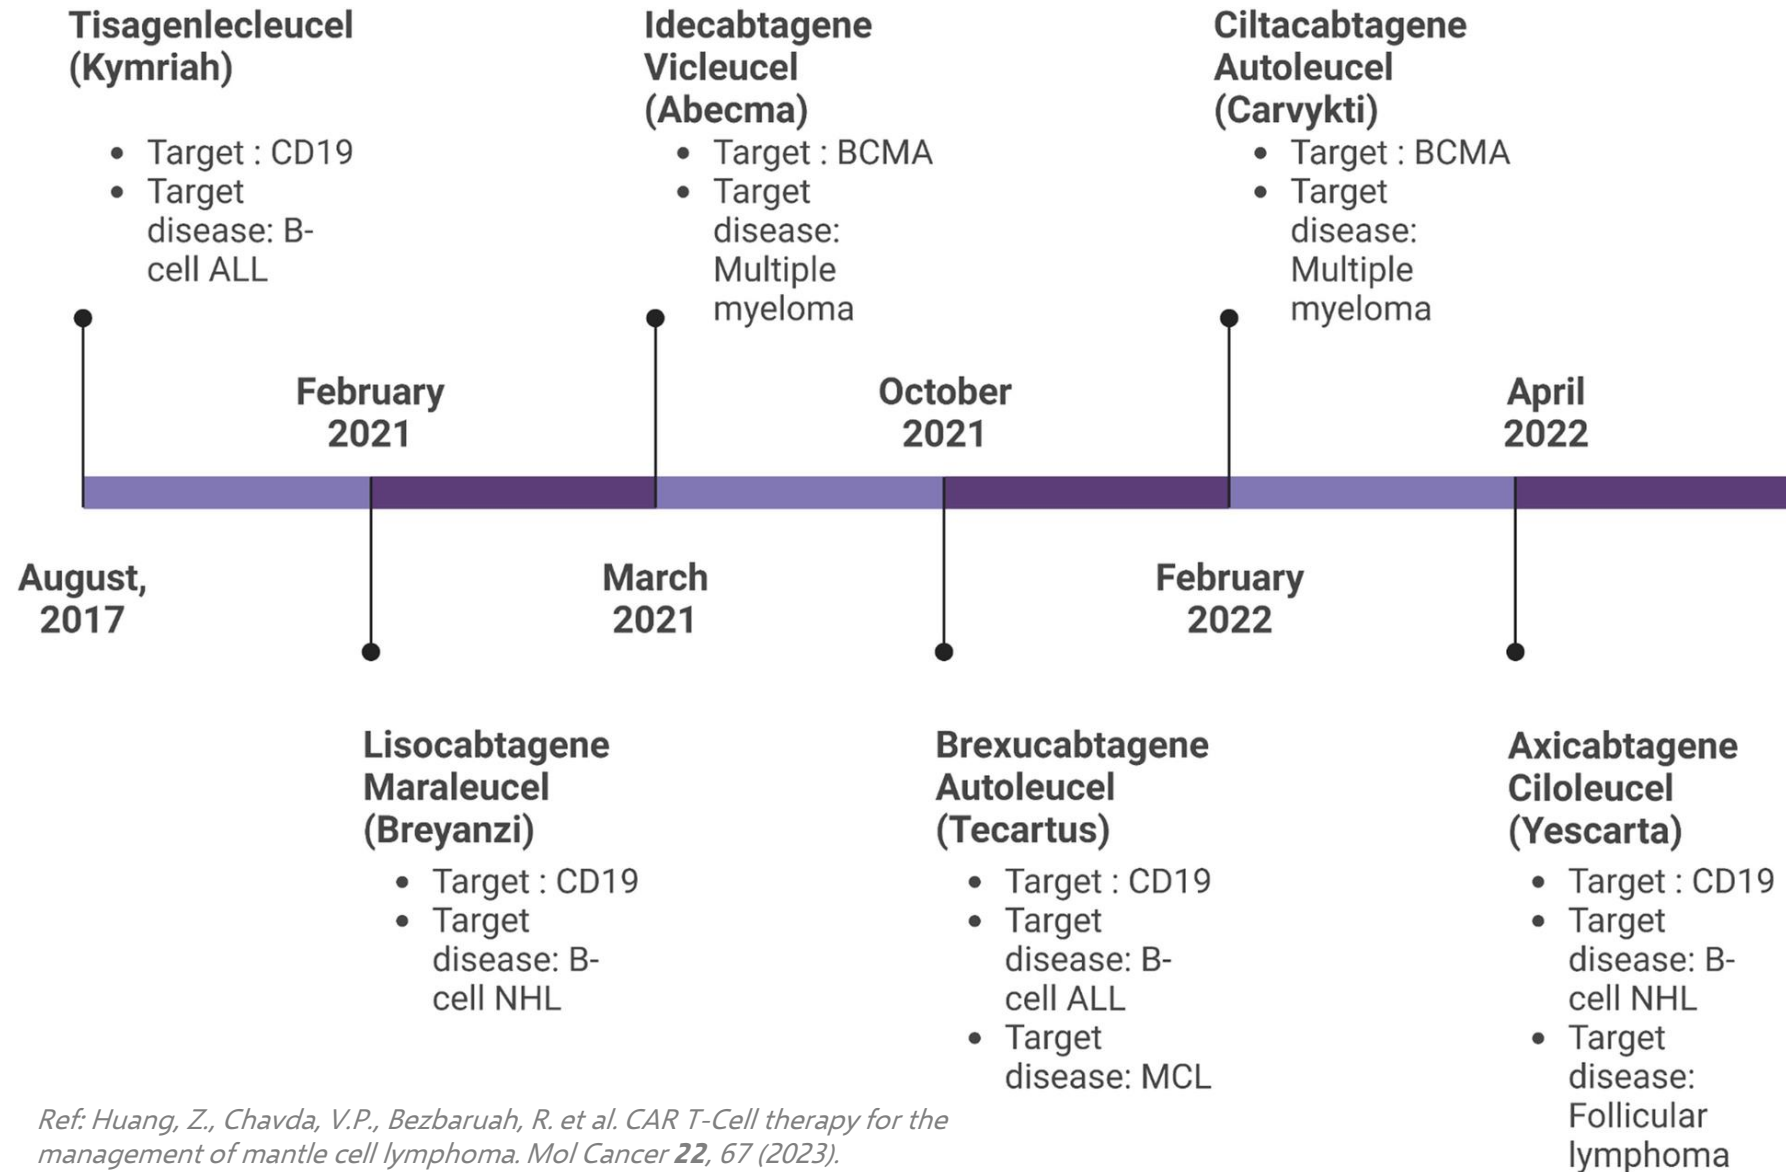 Tisagenlecleucel
(Kymriah)
• Target : CD19
• Target
disease: B-
cell ALL
Idecabtagene
Vicleucel
(Abecma)
• Target : BCMA
• Target
disease:
Multiple
myeloma
Ciltacabtagene
Autoleucel
(Carvykti)
• Target : BCMA
• Target
disease:
Multiple
myeloma
February
2021
October
2021
April
2022
August,
2017
March
2021
February
2022
Lisocabtagene
Maraleucel
(Breyanzi)
• Target : CD19
• Target
disease: B-
cell NHL
Brexucabtagene
Autoleucel
(Tecartus)
• Target : CD19
• Target
disease: B-
cell ALL
• Target
disease: MCL
Axicabtagene
Ciloleucel
(Yescarta)
• Target : CD19
• Target
disease: B-
cell NHL
• Target
disease:
Follicular
lymphoma
Ref: Huang, Z., Chavda, V.P., Bezbaruah, R. et al. CAR T-Cell therapy for the
management of mantle cell lymphoma. Mol Cancer 22, 67 (2023).